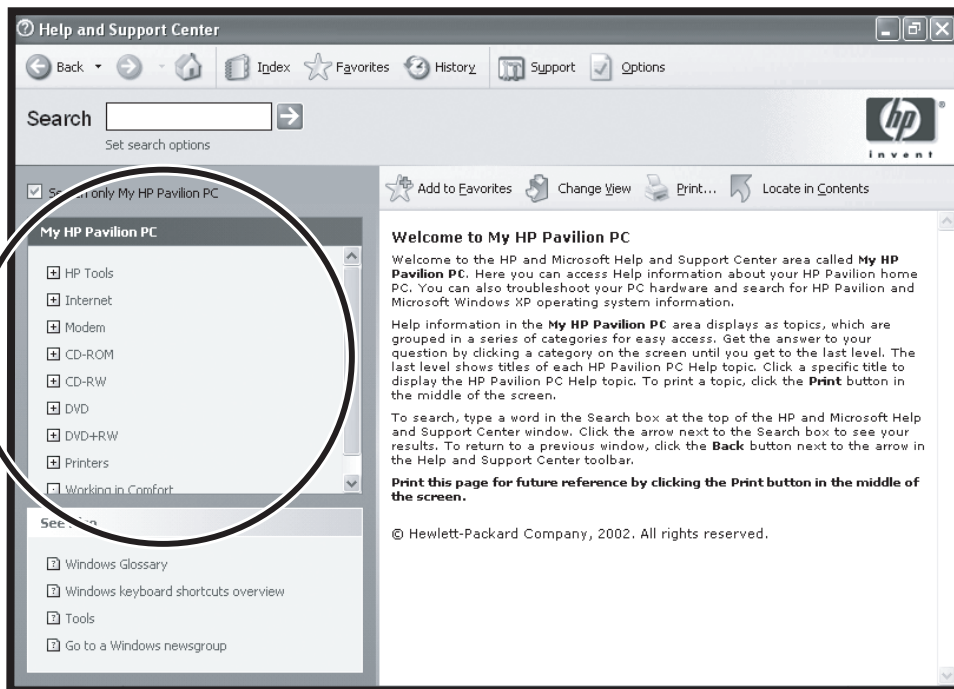 Help and Support Center
Back Index Favorites History Support Options
Search
Set search options
hp
invent
Search only My HP Pavilion PC
My HP Pavilion PC
HP Tools
Internet
Modem
CD-ROM
CD-RW
DVD
DVD+RW
Printers
Working in Comfort
See Also
Windows Glossary
Windows keyboard shortcuts overview
Tools
Go to a Windows newsgroup
Add to Favorites Change View Print... Locate in Contents
Welcome to My HP Pavilion PC
Welcome to the HP and Microsoft Help and Support Center area called My HP
Pavilion PC. Here you can access Help information about your HP Pavilion home
PC. You can also troubleshoot your PC hardware and search for HP Pavilion and
Microsoft Windows XP operating system information.
Help information in the My HP Pavilion PC area displays as topics, which are
grouped in a series of categories for easy access. Get the answer to your
question by clicking a category on the screen until you get to the last level. The
last level shows titles of each HP Pavilion PC Help topic. Click a specific title to
display the HP Pavilion PC Help topic. To print a topic, click the Print button in
the middle of the screen.
To search, type a word in the Search box at the top of the HP and Microsoft Help
and Support Center window. Click the arrow next to the Search box to see your
results. To return to a previous window, click the Back button next to the arrow in
the Help and Support Center toolbar.
Print this page for future reference by clicking the Print button in the middle of
the screen.
© Hewlett-Packard Company, 2002. All rights reserved.